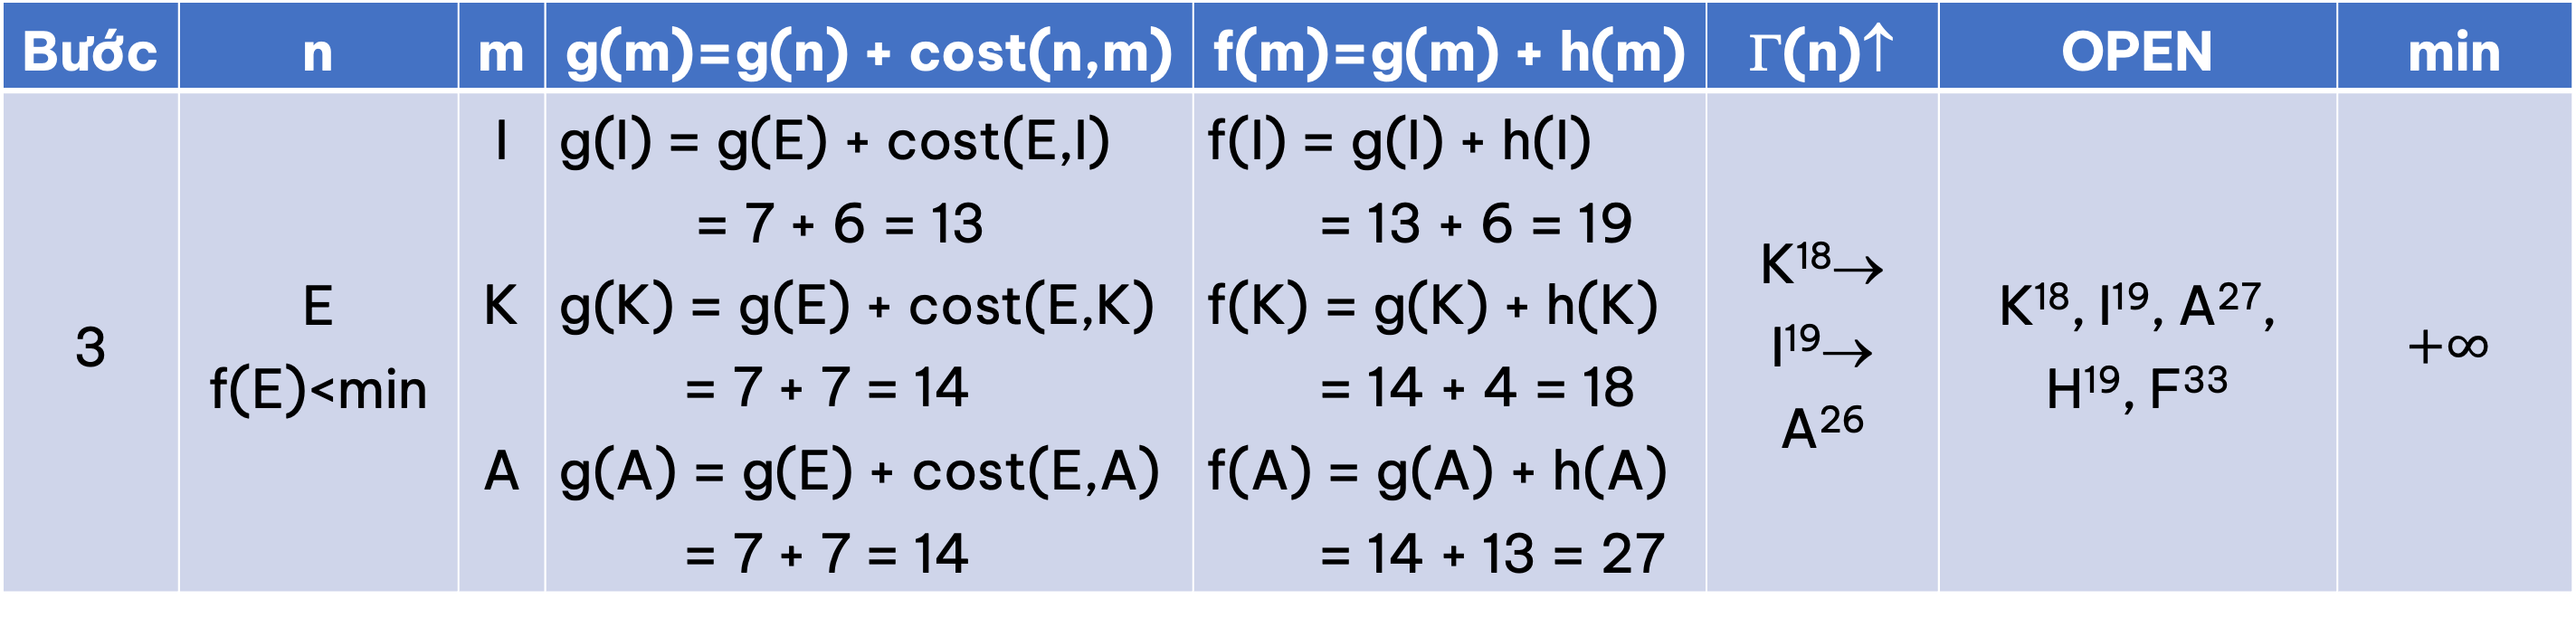 Bước n m g(m)=g(n) + cost(n,m) f(m)=g(m) + h(m) Γ(n)↑ OPEN min
3
E
f(E)<min
I
g(I) = g(E) + cost(E,I)
= 7 + 6 = 13
f(I) = g(I) + h(I)
= 13 + 6 = 19
K
g(K) = g(E) + cost(E,K)
= 7 + 7 = 14
f(K) = g(K) + h(K)
= 14 + 4 = 18
A
g(A) = g(E) + cost(E,A)
= 7 + 7 = 14
f(A) = g(A) + h(A)
= 14 + 13 = 27
K¹⁸→
I¹⁹→
A²⁶
K¹⁸, I¹⁹, A²⁷,
H¹⁹, F³³
+∞